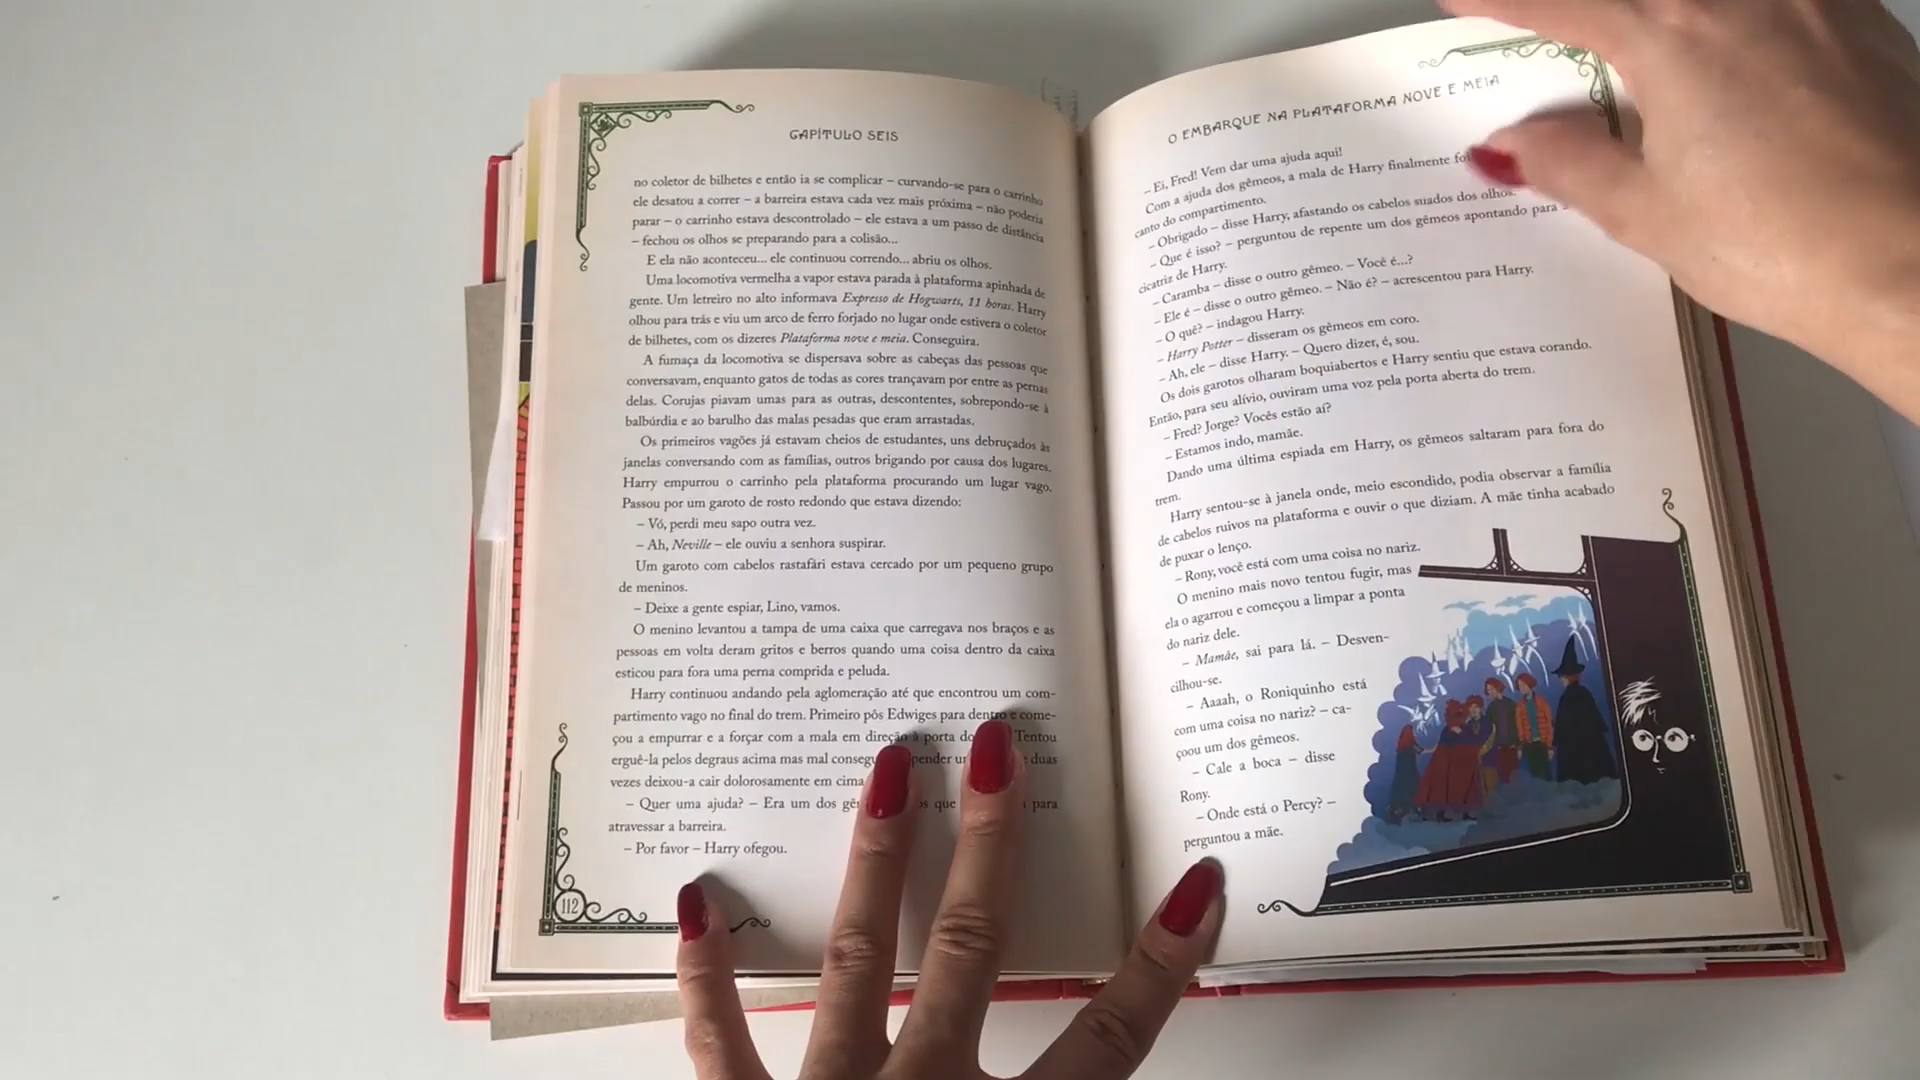 CAPÍTULO SEIS
no coletor de bilhetes e então ia se complicar – curvando-se para o carrinho
ele desatou a correr – a barreira estava cada vez mais próxima – não poderia
parar – o carrinho estava descontrolado – ele estava a um passo de distância
– fechou os olhos se preparando para a colisão...
E ela não aconteceu... ele continuou correndo... abriu os olhos.
Uma locomotiva vermelha a vapor estava parada à plataforma apinhada de
gente. Um letreiro no alto informava Expresso de Hogwarts, 11 horas. Harry
olhou para trás e viu um arco de ferro forjado no lugar onde estivera o coletor
de bilhetes, com os dizeres Plataforma nove e meia. Conseguira.
A fumaça da locomotiva se dispersava sobre as cabeças das pessoas que
conversavam, enquanto gatos de todas as cores trançavam por entre as pernas
delas. Corujas piavam umas para as outras, descontentes, sobrepondo-se à
balbúrdia e ao barulho das malas pesadas que eram arrastadas.
Os primeiros vagões já estavam cheios de estudantes, uns debruçados às
janelas conversando com as famílias, outros brigando por causa dos lugares.
Harry empurrou o carrinho pela plataforma procurando um lugar vago.
Passou por um garoto de rosto redondo que estava dizendo:
– Vó, perdi meu sapo outra vez.
– Ah, Neville – ele ouviu a senhora suspirar.
Um garoto com cabelos rastafári estava cercado por um pequeno grupo
de meninos.
– Deixe a gente espiar, Lino, vamos.
O menino levantou a tampa de uma caixa que carregava nos braços e as
pessoas em volta deram gritos e berros quando uma coisa dentro da caixa
esticou para fora uma perna comprida e peluda.
Harry continuou andando pela aglomeração até que encontrou um com-
partimento vago no final do trem. Primeiro pôs Edwiges para dentro e come-
çou a empurrar e a forçar com a mala em direção à porta do Tentou
erguê-la pelos degraus acima mas mal duas
vezes deixou-a cair dolorosamente em cima
– Quer uma ajuda? – Era um dos que para
atravessar a barreira.
– Por favor – Harry ofegou.
112
O EMBARQUE NA PLATAFORMA NOVE E MEIA
– Ei, Fred! Vem dar uma ajuda aqui!
Com a ajuda dos gêmeos, a mala de Harry finalmente
canto do compartimento.
– Obrigado – disse Harry, afastando os cabelos suados dos olhos.
– Que é isso? – perguntou de repente um dos gêmeos apontando para
cicatriz de Harry.
– Caramba – disse o outro gêmeo. – Você é...?
– Ele é – disse o outro gêmeo. – Não é? – acrescentou para Harry.
– O quê? – indagou Harry.
– Harry Potter – disseram os gêmeos em coro.
– Ah, ele – disse Harry. – Quero dizer, é, sou.
Os dois garotos olharam boquiabertos e Harry sentiu que estava corando.
Então, para seu alívio, ouviram uma voz pela porta aberta do trem.
– Fred? Jorge? Vocês estão aí?
– Estamos indo, mamãe.
Dando uma última espiada em Harry, os gêmeos saltaram para fora do
trem.
Harry sentou-se à janela onde, meio escondido, podia observar a família
de cabelos ruivos na plataforma e ouvir o que diziam. A mãe tinha acabado
de puxar o lenço.
– Rony, você está com uma coisa no nariz.
O menino mais novo tentou fugir, mas
ela o agarrou e começou a limpar a ponta
do nariz dele.
– Mamãe, sai para lá. – Desven-
cilhou-se.
– Aaaah, o Roniquinho está
com uma coisa no nariz? – ca-
çoou um dos gêmeos.
– Cale a boca – disse
Rony.
– Onde está o Percy? –
perguntou a mãe.